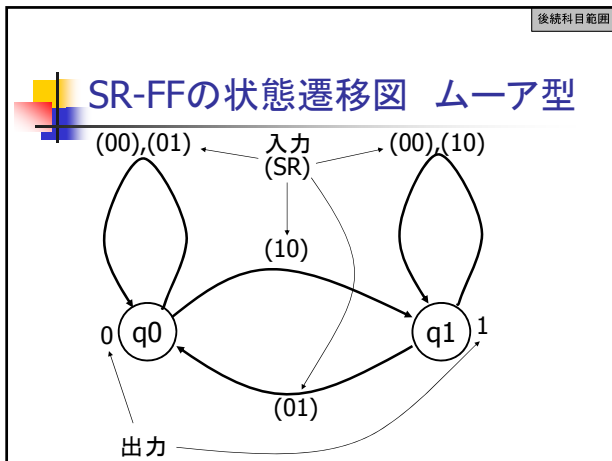 後続科目範囲
SR-FFの状態遷移図 ムーア型
(00),(01)
入力
(SR)
(00),(10)
(10)
0
q0
q1
1
(01)
出力